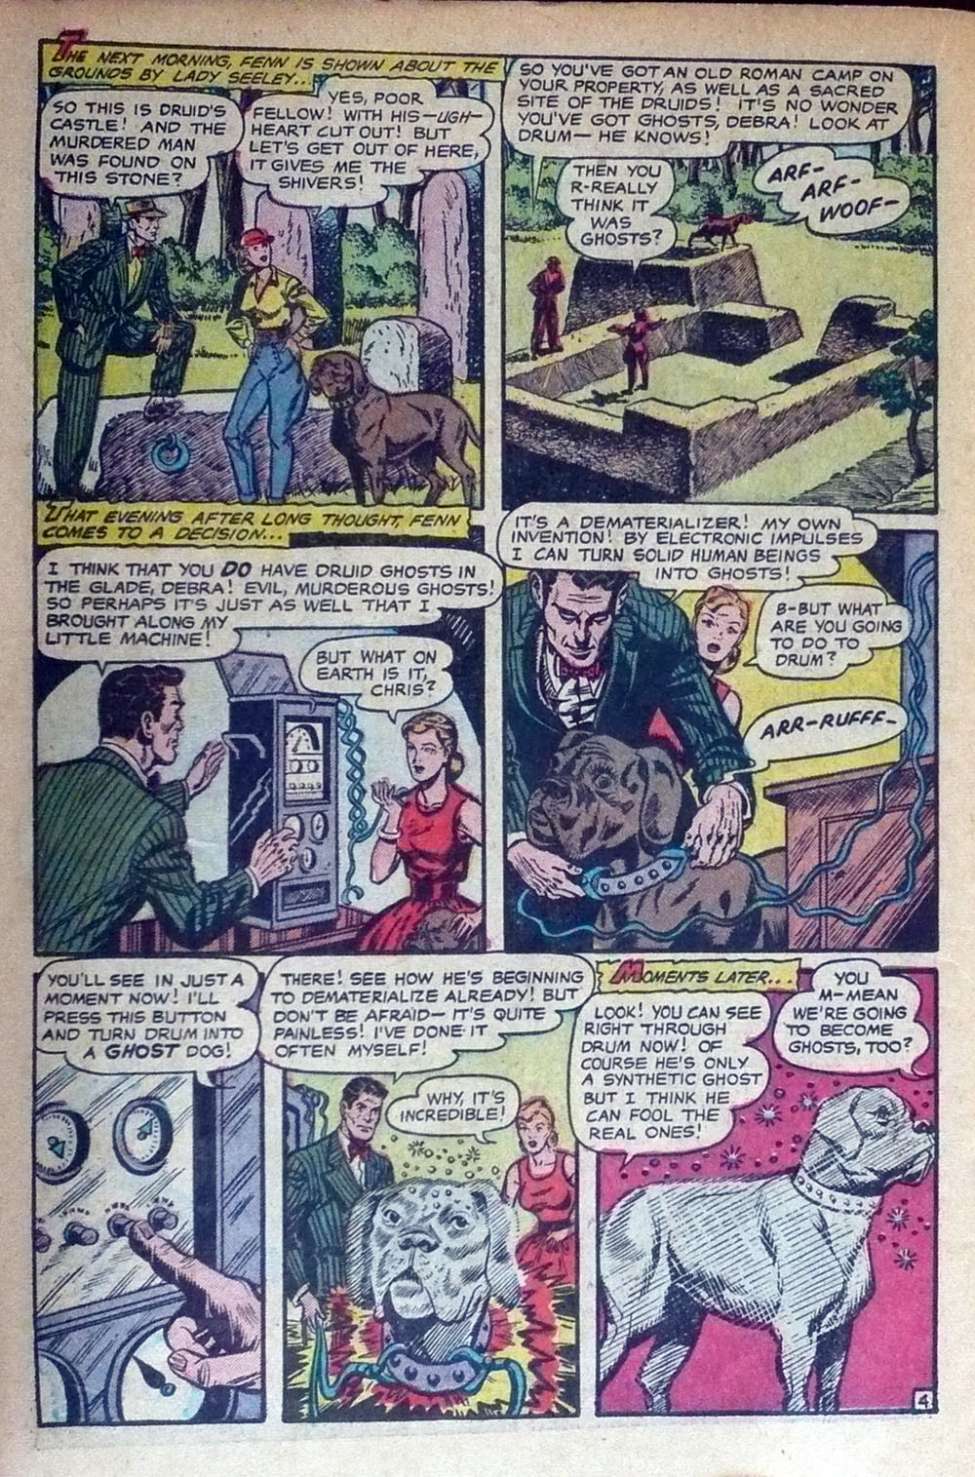 THE NEXT MORNING, FENN IS SHOWN ABOUT THE
GROUNDS BY LADY SEELEY...
SO THIS IS DRUID'S
CASTLE! AND THE
MURDERED MAN
WAS FOUND ON
THIS STONE?
YES, POOR
FELLOW! WITH HIS—UGH—
HEART CUT OUT! BUT
LET'S GET OUT OF HERE,
IT GIVES ME THE
SHIVERS!
SO YOU'VE GOT AN OLD ROMAN CAMP ON
YOUR PROPERTY, AS WELL AS A SACRED
SITE OF THE DRUIDS! IT'S NO WONDER
YOU'VE GOT GHOSTS, DEBRA! LOOK AT
DRUM— HE KNOWS!
THEN YOU
R-REALLY
THINK IT
WAS
GHOSTS?
ARF-
ARF-
WOOF-
THAT EVENING AFTER LONG THOUGHT, FENN
COMES TO A DECISION...
I THINK THAT YOU DO HAVE DRUID GHOSTS IN
THE GLADE, DEBRA! EVIL, MURDEROUS GHOSTS!
SO PERHAPS IT'S JUST AS WELL THAT I
BROUGHT ALONG MY
LITTLE MACHINE!
BUT WHAT ON
EARTH IS IT,
CHRIS?
IT'S A DEMATERIALIZER! MY OWN
INVENTION! BY ELECTRONIC IMPULSES
I CAN TURN SOLID HUMAN BEINGS
INTO GHOSTS!
B-BUT WHAT
ARE YOU GOING
TO DO TO
DRUM?
ARR-RUFFF-
YOU'LL SEE IN JUST A
MOMENT NOW! I'LL
PRESS THIS BUTTON
AND TURN DRUM INTO
A GHOST DOG!
THERE! SEE HOW HE'S BEGINNING
TO DEMATERIALIZE ALREADY! BUT
DON'T BE AFRAID— IT'S QUITE
PAINLESS! I'VE DONE IT
OFTEN MYSELF!
WHY, IT'S
INCREDIBLE!
MOMENTS LATER...
LOOK! YOU CAN SEE
RIGHT THROUGH
DRUM NOW! OF
COURSE HE'S ONLY
A SYNTHETIC GHOST
BUT I THINK HE
CAN FOOL THE
REAL ONES!
YOU
M-MEAN
WE'RE GOING
TO BECOME
GHOSTS, TOO?
4